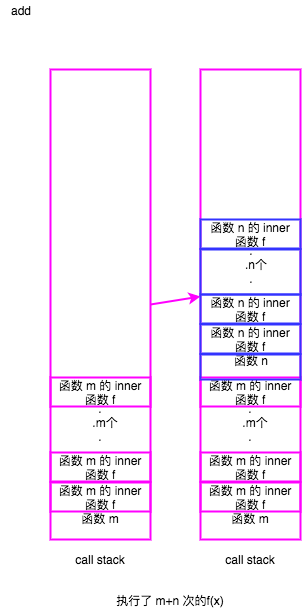 add
函数 m 的 inner
函数 f
.
.m个
.
函数 m 的 inner
函数 f
函数 m 的 inner
函数 f
函数 m
call stack
函数 n 的 inner
函数 f
.
.n个
.
函数 n 的 inner
函数 f
函数 n 的 inner
函数 f
函数 n
函数 m 的 inner
函数 f
.
.m个
.
函数 m 的 inner
函数 f
函数 m 的 inner
函数 f
函数 m
call stack
执行了 m+n 次的f(x)